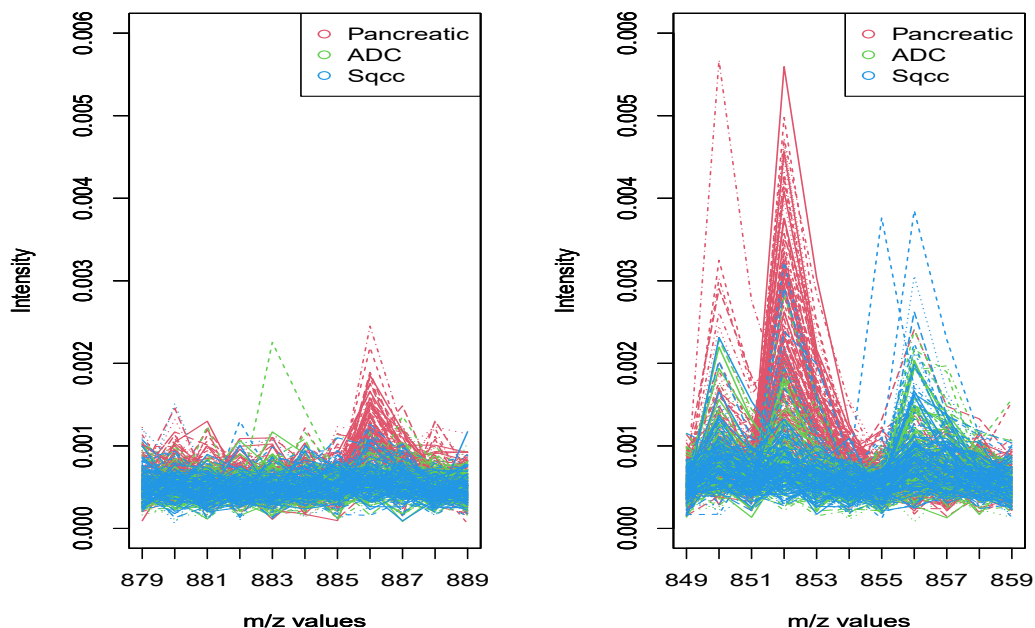 Pancreatic
ADC
Sqcc
0.006
0.005
0.004
0.003
0.002
0.001
0.000
Intensity
879 881 883 885 887 889
m/z values
Pancreatic
ADC
Sqcc
0.006
0.005
0.004
0.003
0.002
0.001
0.000
Intensity
849 851 853 855 857 859
m/z values